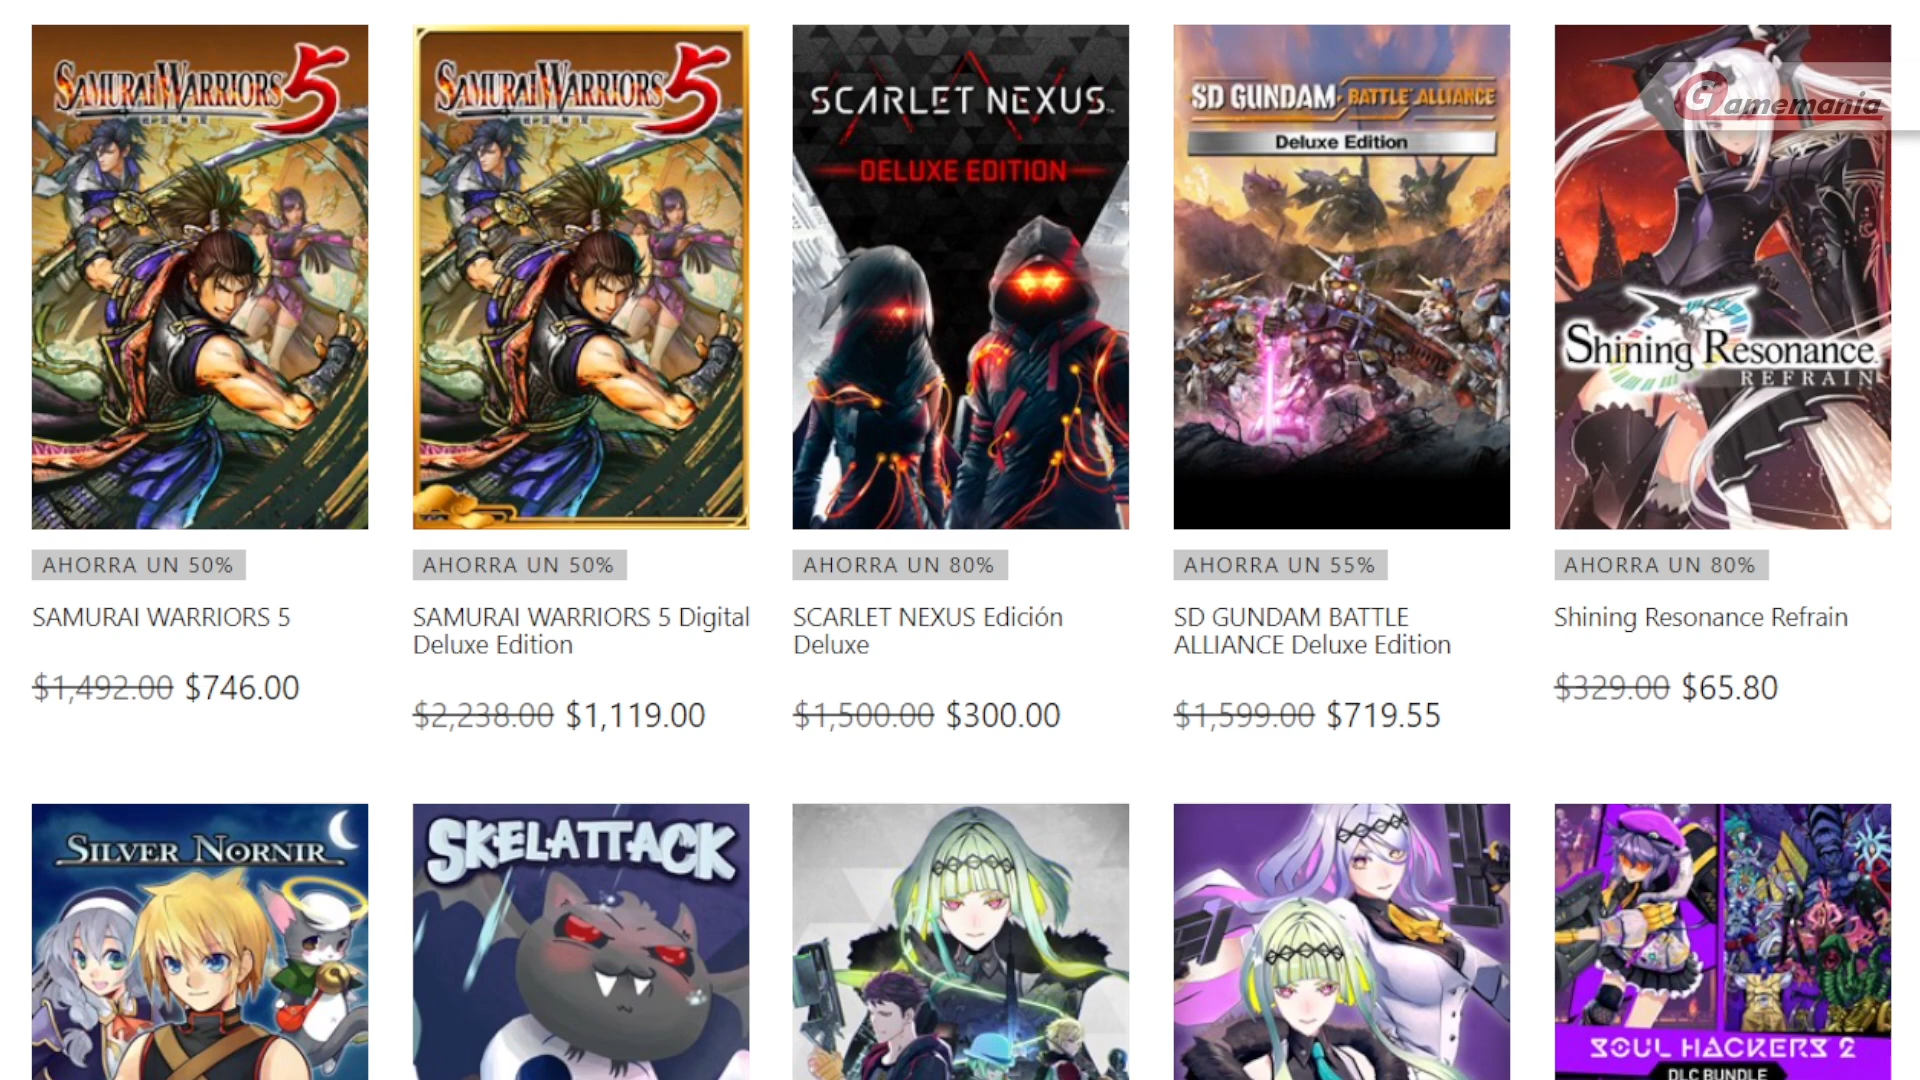 SAMURAI WARRIORS 5
SAMURAI WARRIORS 5
SCARLET NEXUS
DELUXE EDITION
SD GUNDAM BATTLE ALLIANCE
Deluxe Edition
Gamemania
Shining Resonance
REFRAIN
AHORRA UN 50%
AHORRA UN 50%
AHORRA UN 80%
AHORRA UN 55%
AHORRA UN 80%
SAMURAI WARRIORS 5
SAMURAI WARRIORS 5 Digital
Deluxe Edition
SCARLET NEXUS Edición
Deluxe
SD GUNDAM BATTLE
ALLIANCE Deluxe Edition
Shining Resonance Refrain
$1,492.00 $746.00
$2,238.00 $1,119.00
$1,500.00 $300.00
$1,599.00 $719.55
$329.00 $65.80
SILVER NORNIR
SKELATTACK
SOUL HACKERS 2
DLC BUNDLE